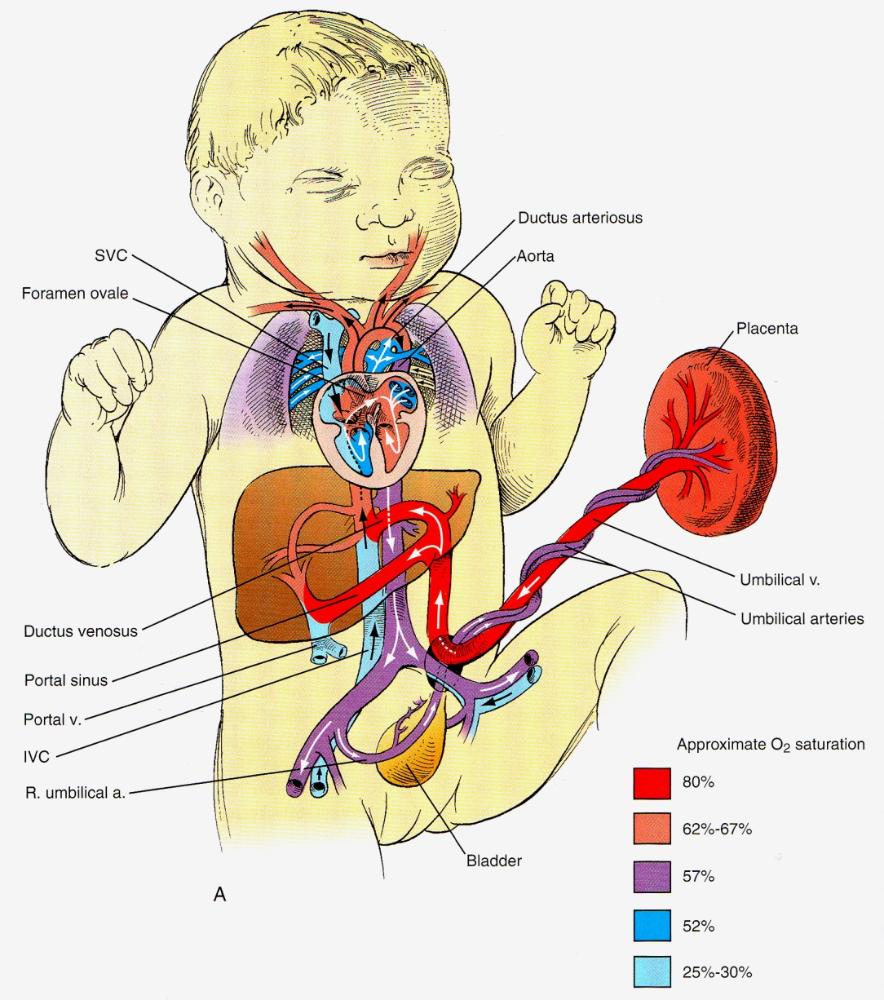 Ductus arteriosus
SVC
Aorta
Foramen ovale
Placenta
Umbilical v.
Umbilical arteries
Ductus venosus
Portal sinus
Portal v.
IVC
R. umbilical a.
Bladder
A
Approximate O₂ saturation
80%
62%-67%
57%
52%
25%-30%